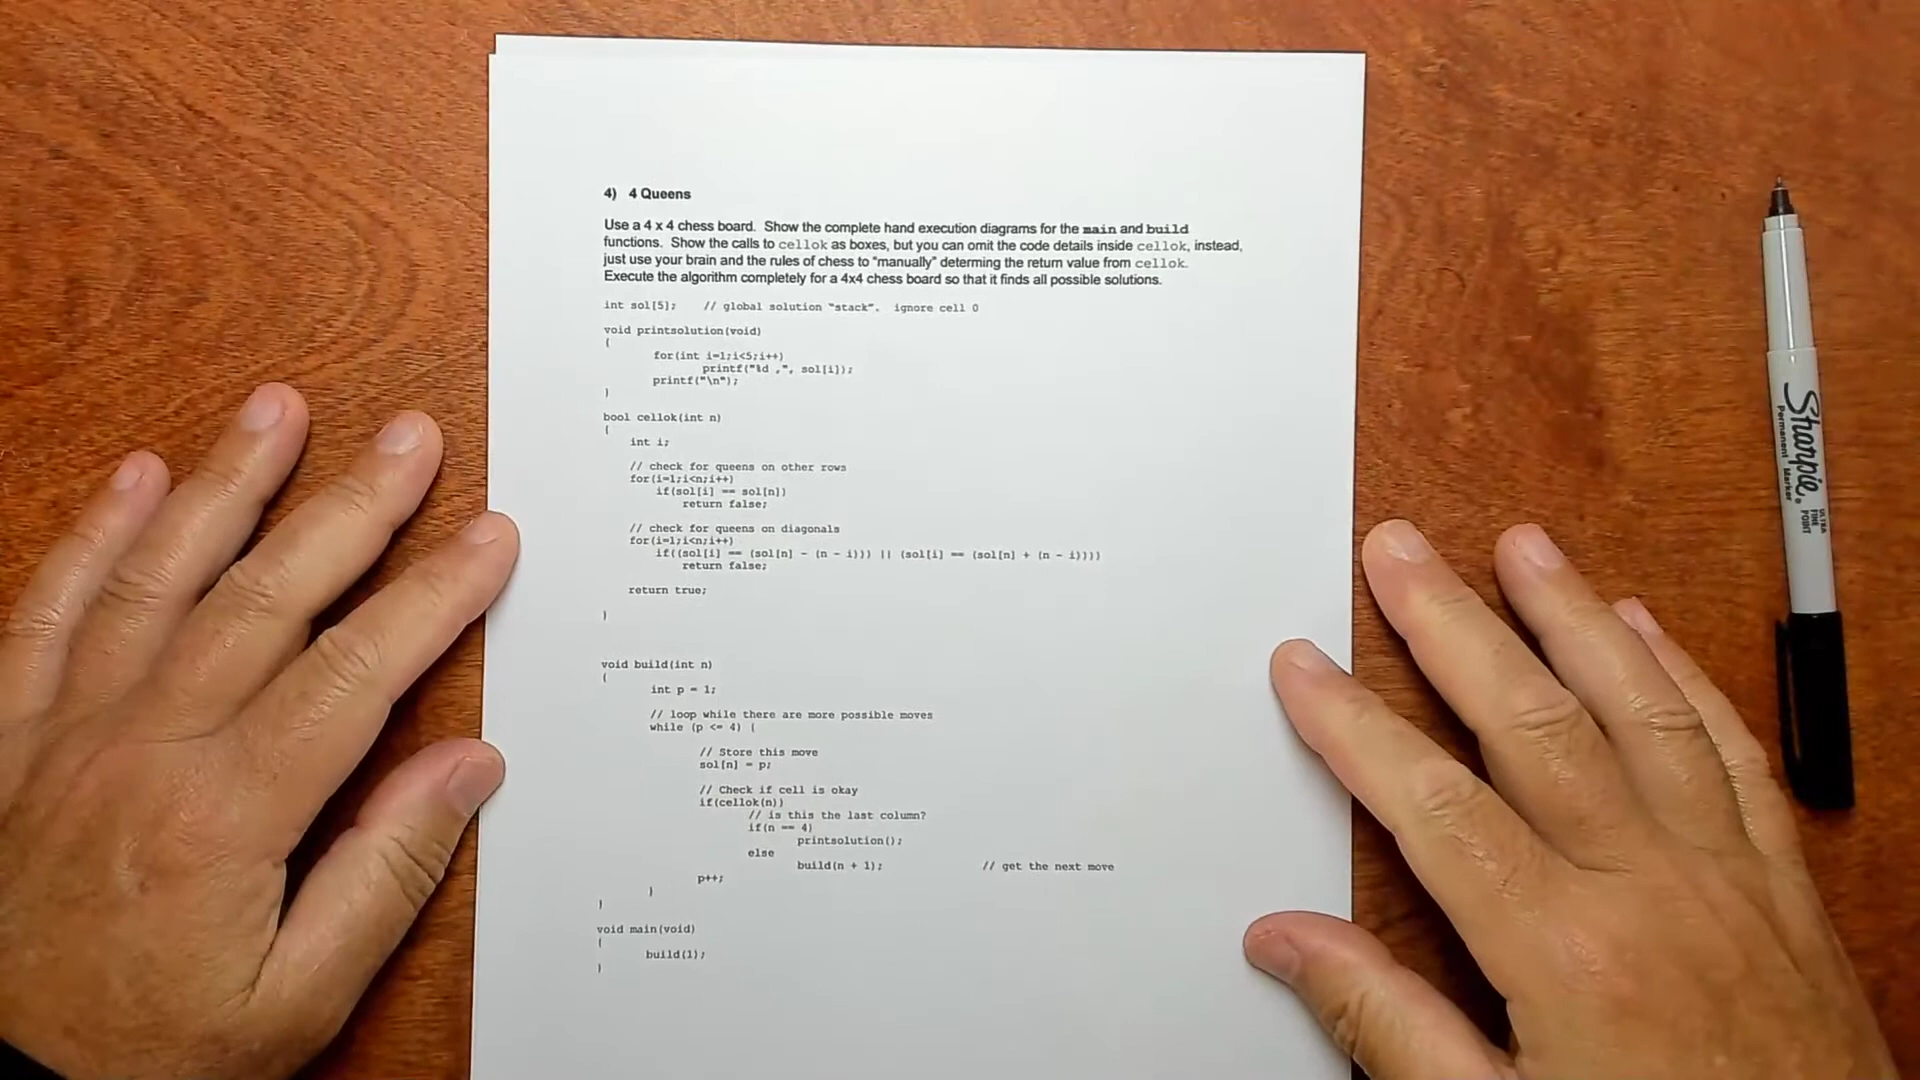 4) 4 Queens
Use a 4 x 4 chess board. Show the complete hand execution diagrams for the main and build
functions. Show the calls to cellok as boxes, but you can omit the code details inside cellok, instead,
just use your brain and the rules of chess to "manually" determing the return value from cellok.
Execute the algorithm completely for a 4x4 chess board so that it finds all possible solutions.
int sol[5]; // global solution "stack". ignore cell 0
void printsolution(void)
{
for(int i=1;i<5;i++)
printf("%d ,", sol[i]);
printf("\n");
}
bool cellok(int n)
{
int i;
// check for queens on other rows
for(i=1;i<n;i++)
if(sol[i] == sol[n])
return false;
// check for queens on diagonals
for(i=1;i<n;i++)
if((sol[i] == (sol[n] - (n - i))) || (sol[i] == (sol[n] + (n - i))))
return false;
return true;
}
void build(int n)
{
int p = 1;
// loop while there are more possible moves
while (p <= 4) {
// Store this move
sol[n] = p;
// Check if cell is okay
if(cellok(n))
// is this the last column?
if(n == 4)
printsolution();
else
build(n + 1); // get the next move
p++;
}
}
void main(void)
{
build(1);
}
Sharpie.
Permanent Marker
ULTRA
FINE
POINT